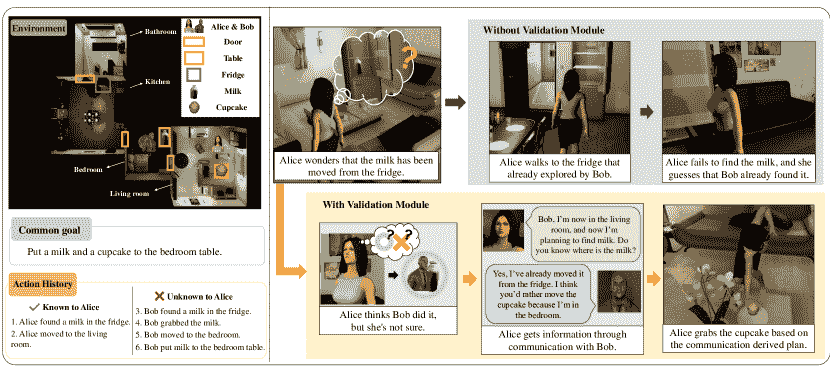 Environment
Bathroom
Kitchen
Bedroom
Living room
Alice & Bob
Door
Table
Fridge
Milk
Cupcake
Common goal
Put a milk and a cupcake to the bedroom table.
Action History
Known to Alice
1. Alice found a milk in the fridge.
2. Alice moved to the living
room.
Unknown to Alice
3. Bob found a milk in the fridge.
4. Bob grabbed the milk.
5. Bob moved to the bedroom.
6. Bob put milk to the bedroom table.
?
Alice wonders that the milk has been
moved from the fridge.
Without Validation Module
Alice walks to the fridge that
already explored by Bob.
Alice fails to find the milk, and she
guesses that Bob already found it.
With Validation Module
? ?
Alice thinks Bob did it,
but she's not sure.
Bob, I'm now in the living
room, and now I'm
planning to find milk. Do
you know where is the milk?
Yes, I've already moved it
from the fridge. I think
you'd rather move the
cupcake because I'm in
the bedroom.
Alice gets information through
communication with Bob.
Alice grabs the cupcake based on
the communication derived plan.